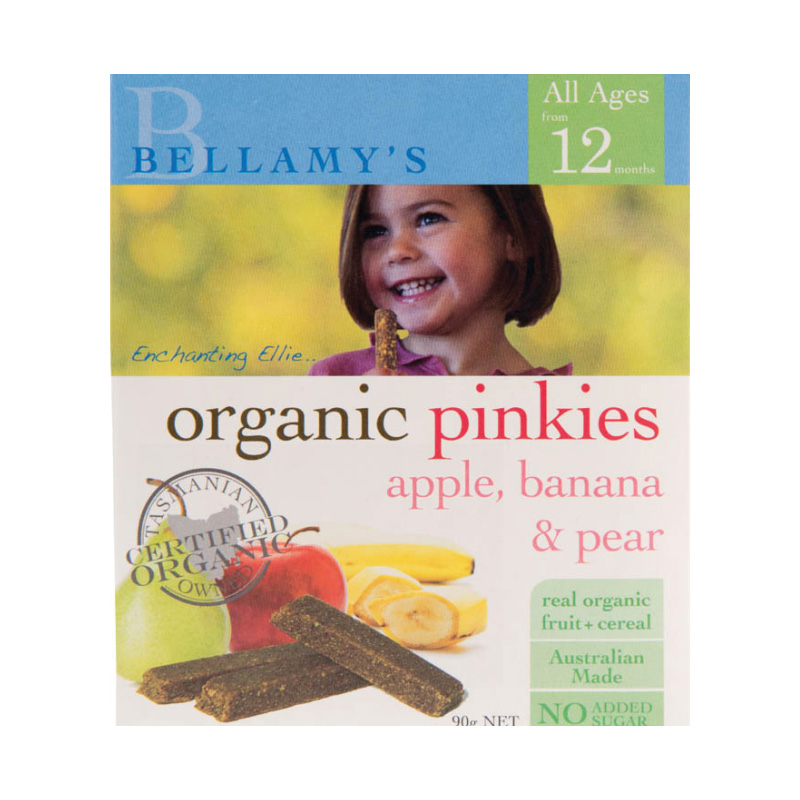 B
BELLAMY'S
All Ages
from
12
months
Enchanting Ellie..
organic pinkies
apple, banana
& pear
TASMANIAN
CERTIFIED
ORGANIC
OWNED
real organic
fruit + cereal
Australian
Made
NO ADDED
SUGAR
90g NET